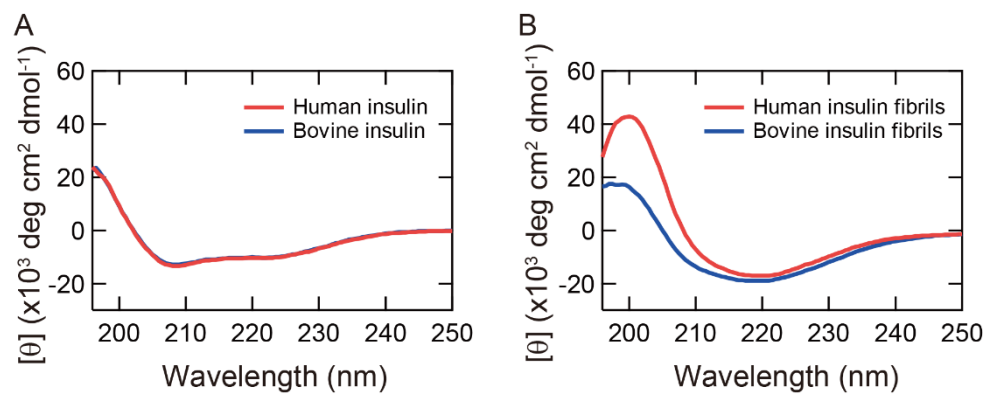 A
[θ] (x10³ deg cm² dmol⁻¹)
60
40
20
0
-20
Human insulin
Bovine insulin
200 210 220 230 240 250
Wavelength (nm)
B
[θ] (x10³ deg cm² dmol⁻¹)
60
40
20
0
-20
Human insulin fibrils
Bovine insulin fibrils
200 210 220 230 240 250
Wavelength (nm)